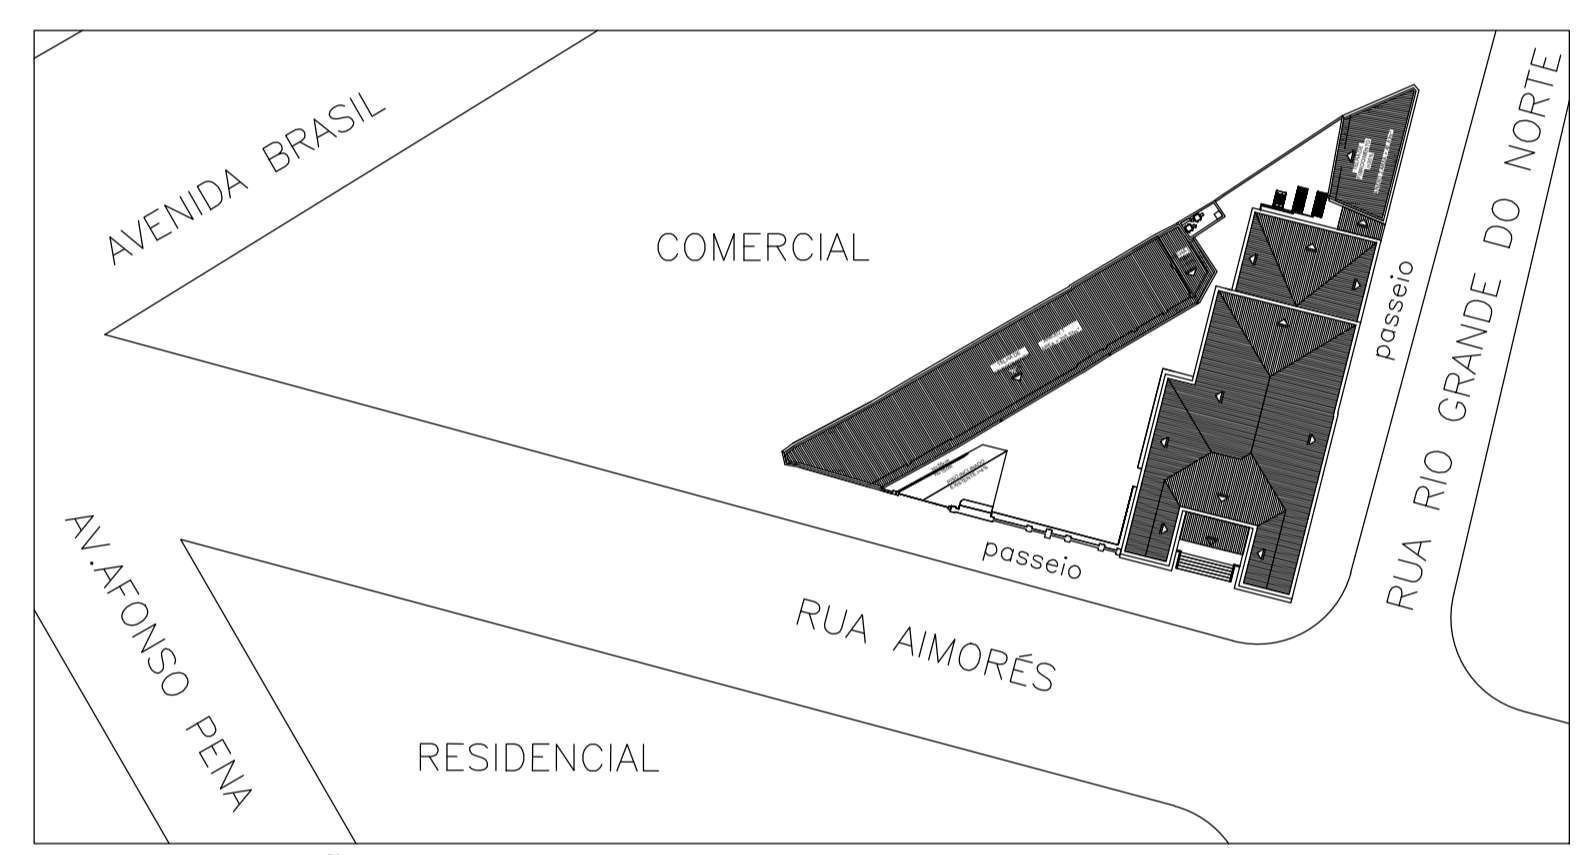 AVENIDA BRASIL
COMERCIAL
RUA RIO GRANDE DO NORTE
passeio
passeio
RUA AIMORÉS
AV.AFONSO PENA
RESIDENCIAL